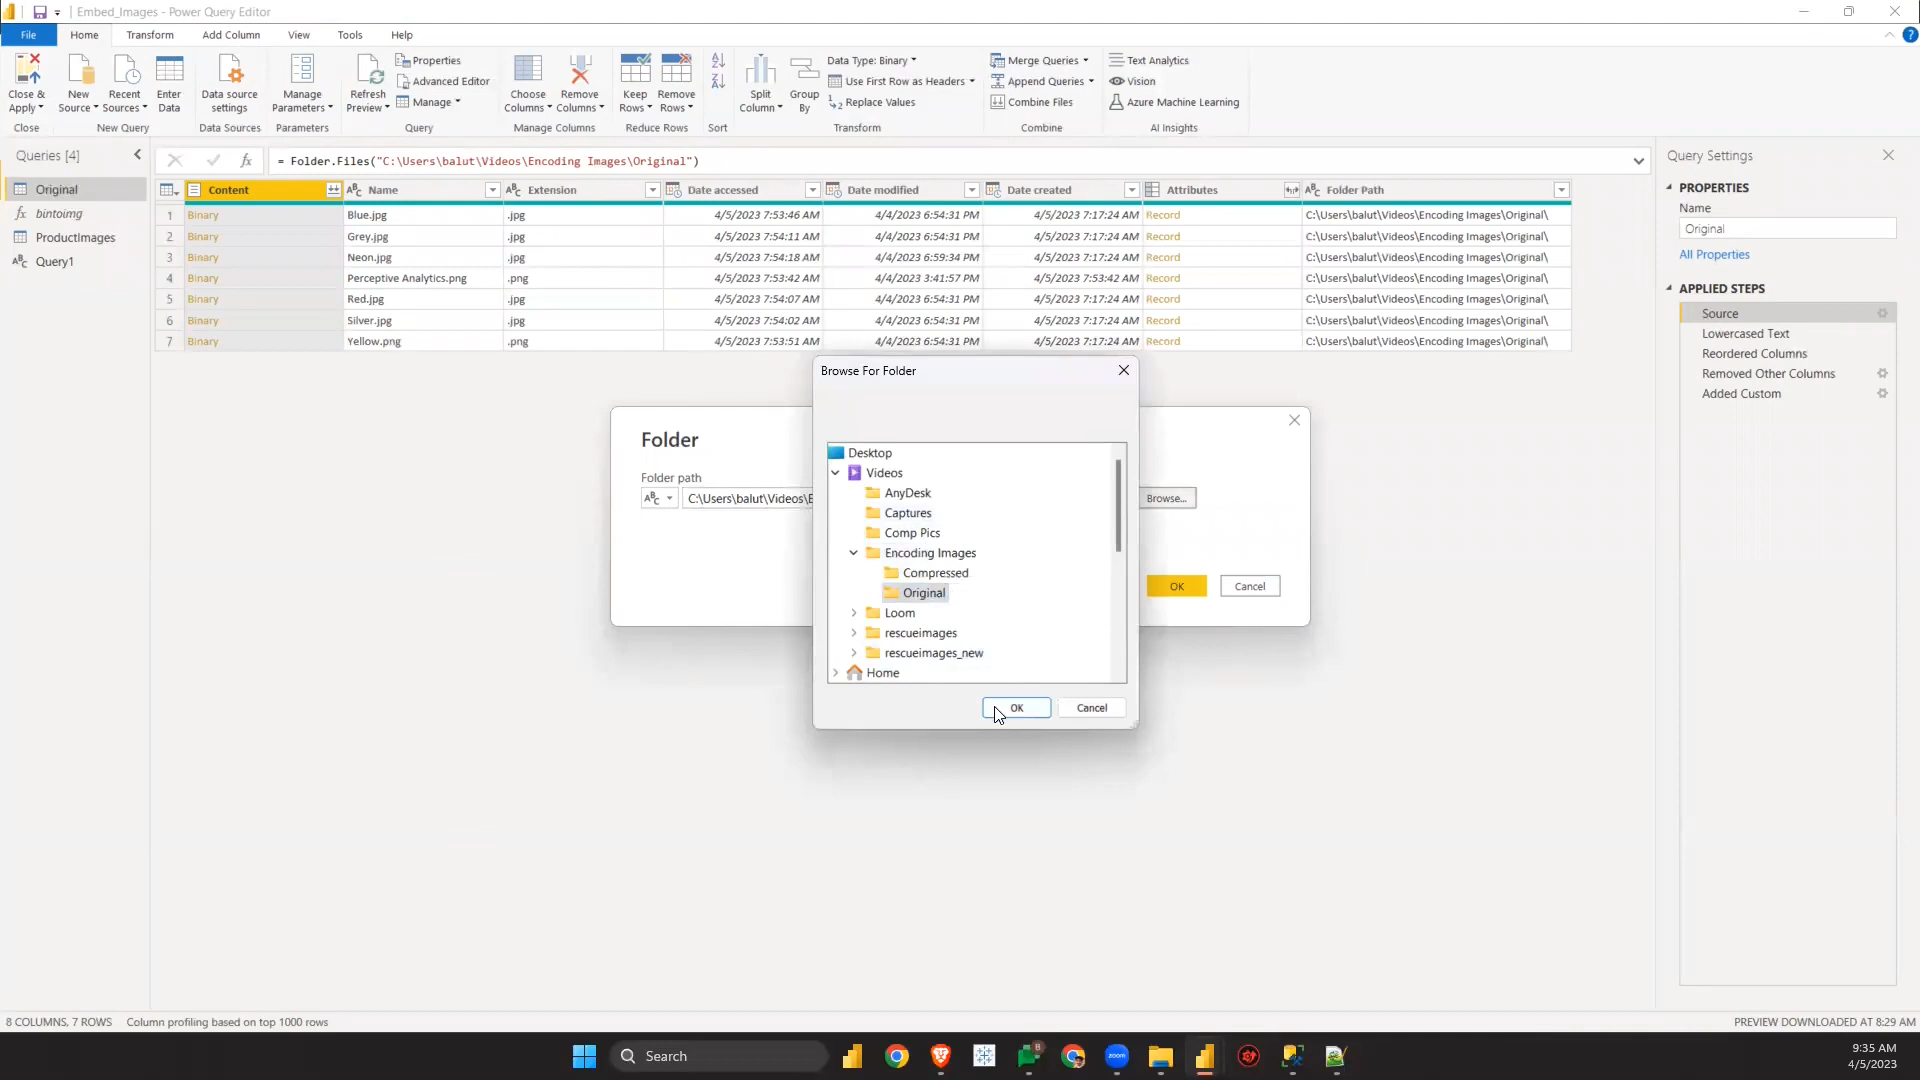 Embed_Images - Power Query Editor
File Home Transform Add Column View Tools Help
Close & Apply
New Source
Recent Sources
Enter Data
Data source settings
Manage Parameters
Refresh Preview
Properties
Advanced Editor
Manage
Choose Columns
Remove Columns
Keep Rows
Remove Rows
Split Column
Group By
Data Type: Binary
Use First Row as Headers
Replace Values
Merge Queries
Append Queries
Combine Files
Text Analytics
Vision
Azure Machine Learning
Close New Query Data Sources Parameters Query Manage Columns Reduce Rows Sort Transform Combine AI Insights
Queries [4]
Original
bintoimg
ProductImages
Query1
= Folder.Files("C:\Users\balut\Videos\Encoding Images\Original")
Content Name Extension Date accessed Date modified Date created Attributes Folder Path
1 Binary Blue.jpg .jpg 4/5/2023 7:53:46 AM 4/4/2023 6:54:31 PM 4/5/2023 7:17:24 AM Record C:\Users\balut\Videos\Encoding Images\Original\
2 Binary Grey.jpg .jpg 4/5/2023 7:54:11 AM 4/4/2023 6:54:31 PM 4/5/2023 7:17:24 AM Record C:\Users\balut\Videos\Encoding Images\Original\
3 Binary Neon.jpg .jpg 4/5/2023 7:54:18 AM 4/4/2023 6:59:34 PM 4/5/2023 7:17:24 AM Record C:\Users\balut\Videos\Encoding Images\Original\
4 Binary Perceptive Analytics.png .png 4/5/2023 7:53:42 AM 4/4/2023 3:41:57 PM 4/5/2023 7:53:42 AM Record C:\Users\balut\Videos\Encoding Images\Original\
5 Binary Red.jpg .jpg 4/5/2023 7:54:07 AM 4/4/2023 6:54:31 PM 4/5/2023 7:17:24 AM Record C:\Users\balut\Videos\Encoding Images\Original\
6 Binary Silver.jpg .jpg 4/5/2023 7:54:02 AM 4/4/2023 6:54:31 PM 4/5/2023 7:17:24 AM Record C:\Users\balut\Videos\Encoding Images\Original\
7 Binary Yellow.png .png 4/5/2023 7:53:51 AM 4/4/2023 6:54:31 PM 4/5/2023 7:17:24 AM Record C:\Users\balut\Videos\Encoding Images\Original\
Folder
Folder path
C:\Users\balut\Videos\E
Browse...
OK Cancel
Browse For Folder
Desktop
Videos
AnyDesk
Captures
Comp Pics
Encoding Images
Compressed
Original
Loom
rescueimages
rescueimages_new
Home
OK Cancel
Query Settings
PROPERTIES
Name
Original
All Properties
APPLIED STEPS
Source
Lowercased Text
Reordered Columns
Removed Other Columns
Added Custom
8 COLUMNS, 7 ROWS Column profiling based on top 1000 rows
PREVIEW DOWNLOADED AT 8:29 AM
Search
zoom
9:35 AM
4/5/2023